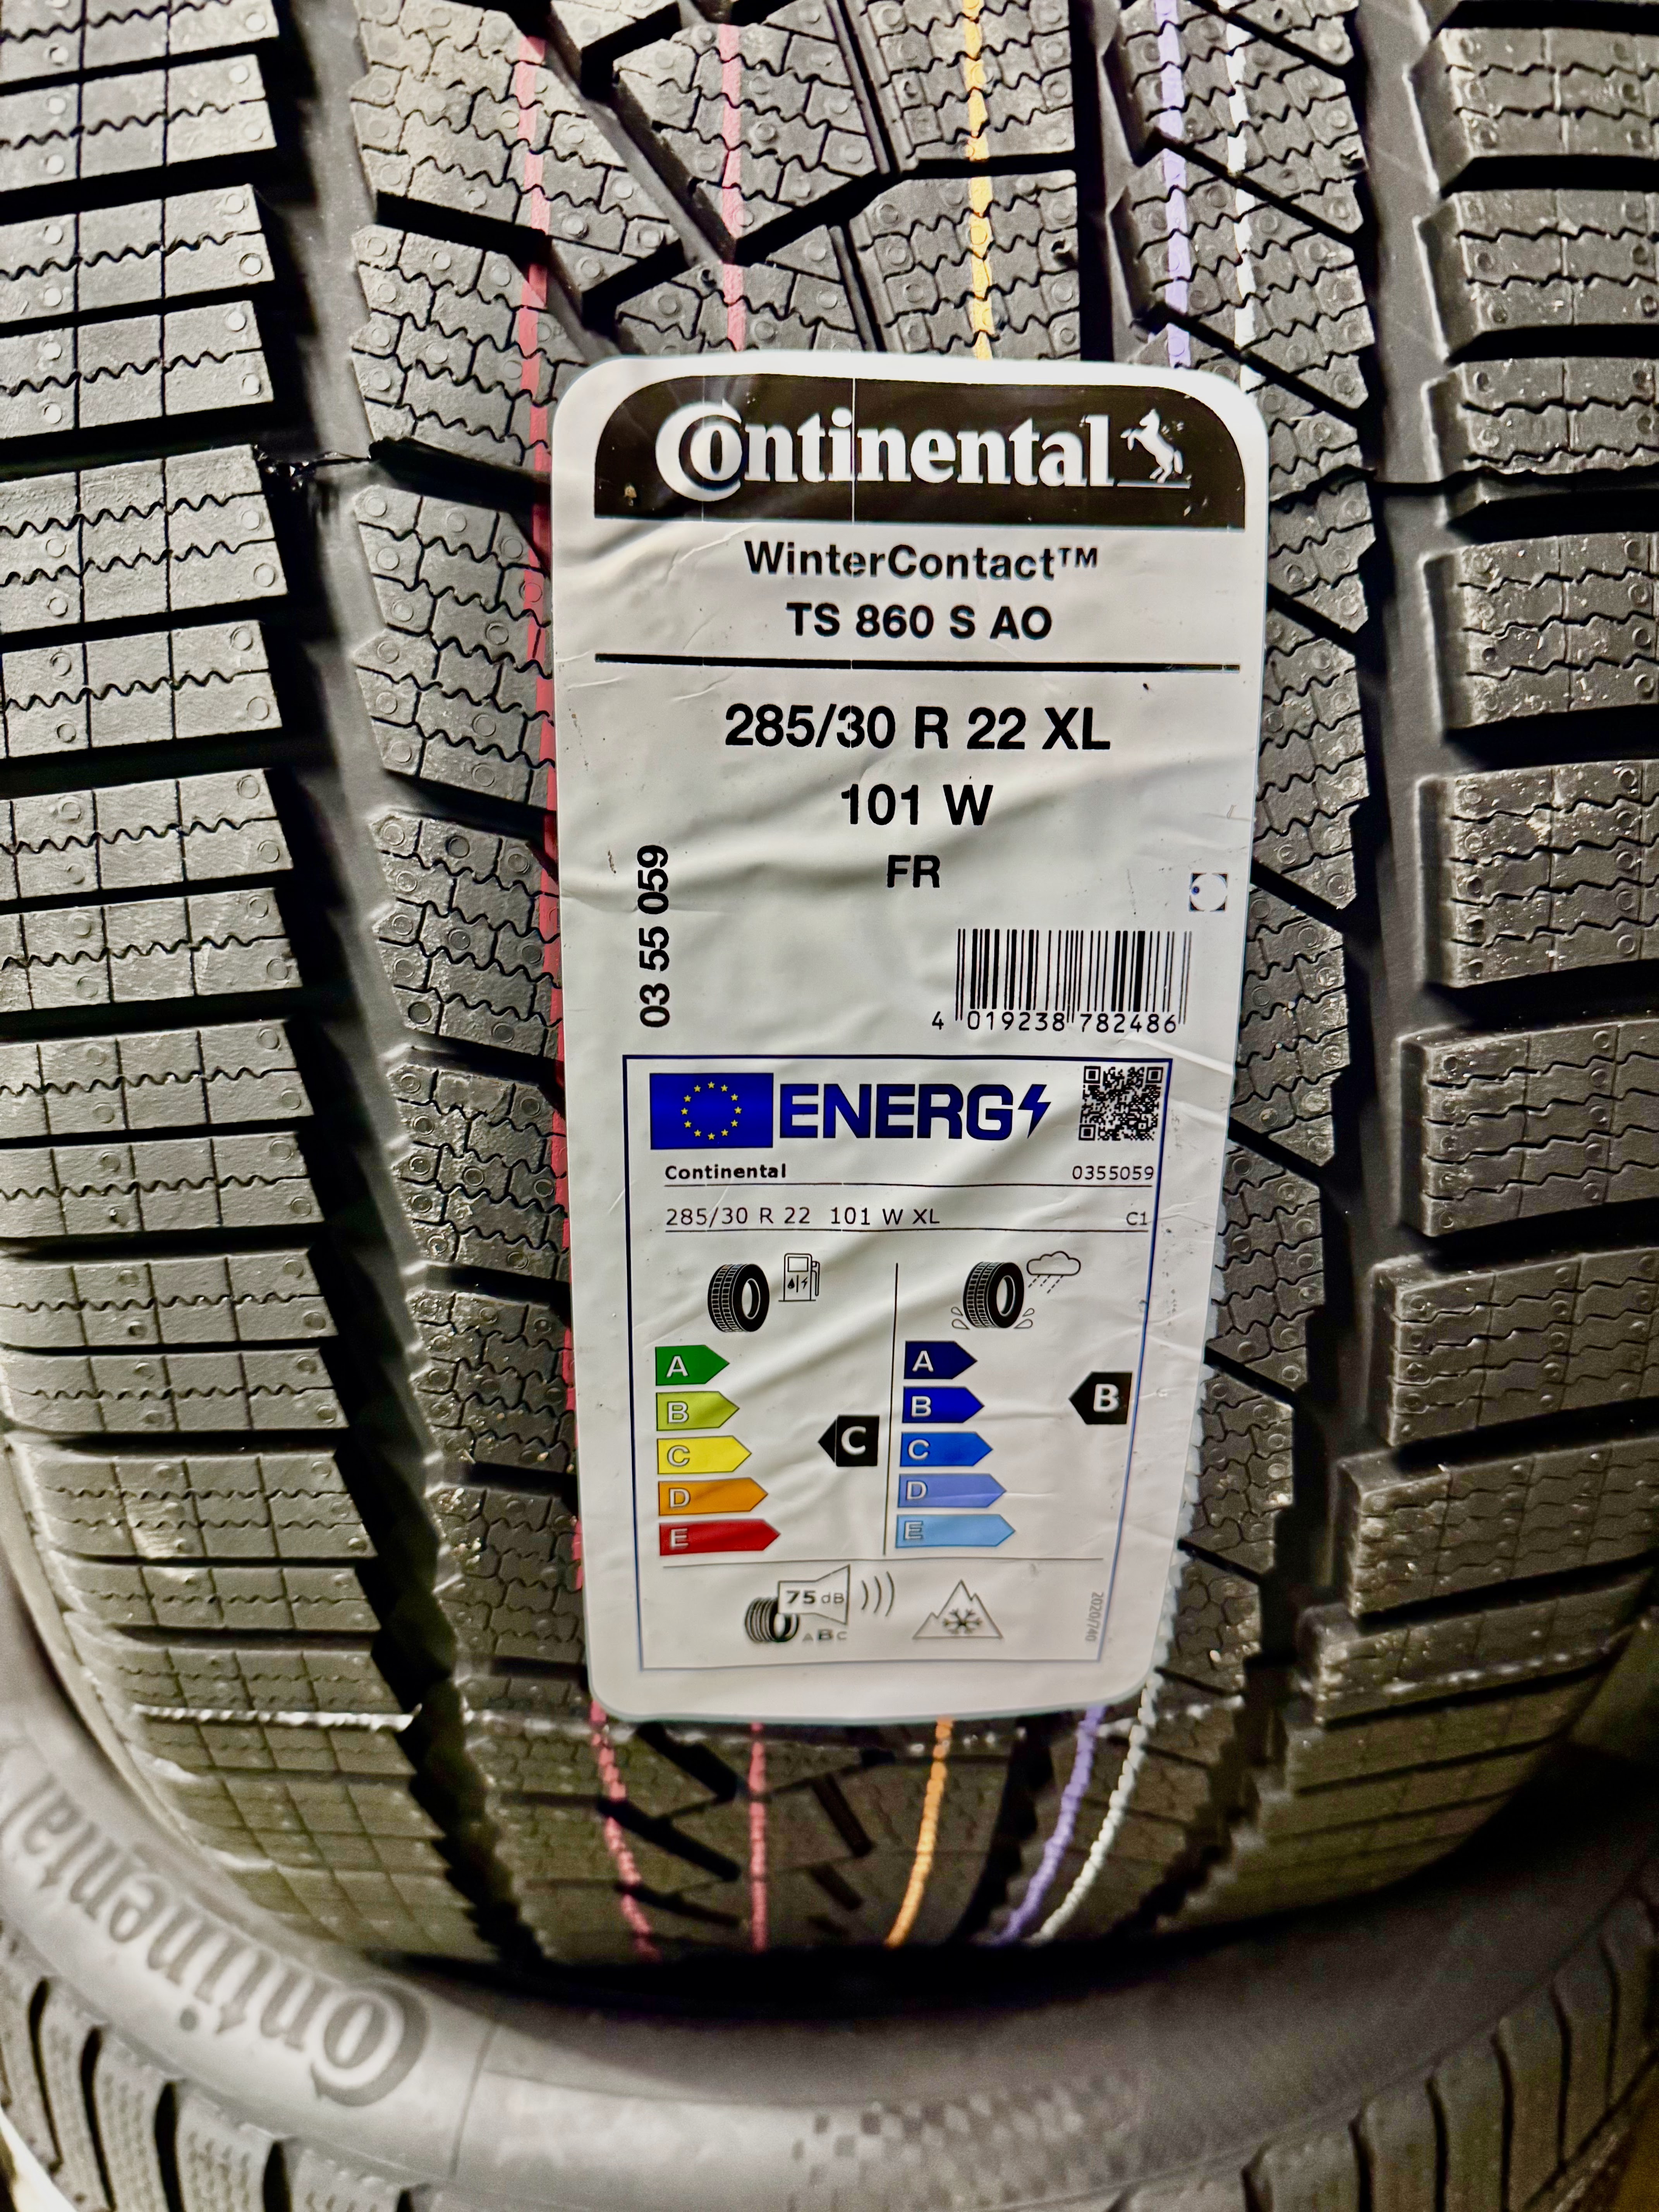 Continental
WinterContact™
TS 860 S AO
285/30 R 22 XL
101 W
FR
03 55 059
4 019238 782486
ENERG
Continental 0355059
285/30 R 22 101 W XL C1
A A
B B B
C C C
D D
E E
75 dB
ABC
2020/740
Continental